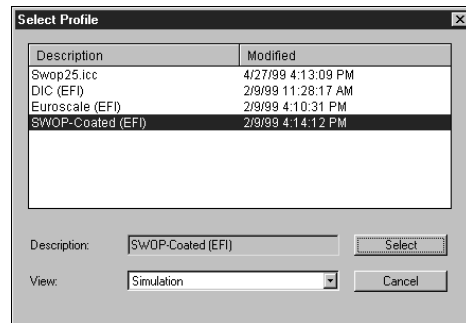 Select Profile
Description Modified
Swop25.icc 4/27/99 4:13:09 PM
DIC (EFI) 2/9/99 11:28:17 AM
Euroscale (EFI) 2/9/99 4:10:31 PM
SWOP-Coated (EFI) 2/9/99 4:14:12 PM
Description: SWOP-Coated (EFI) Select
View: Simulation Cancel